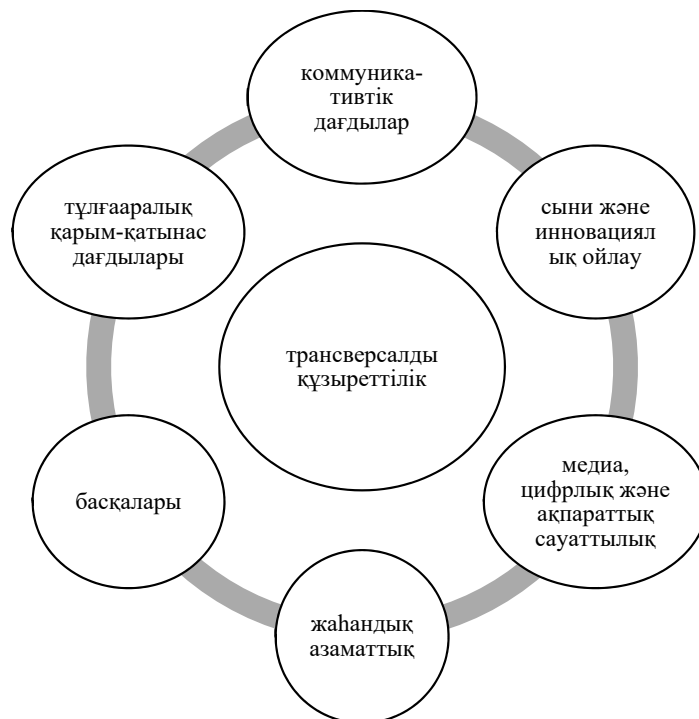 коммуника-
тивтік
дағдылар
сыни және
инновациял
ық ойлау
медиа,
цифрлық және
ақпараттық
сауаттылық
жаһандық
азаматтық
басқалары
тұлғааралық
қарым-қатынас
дағдылары
трансверсалды
құзыреттілік